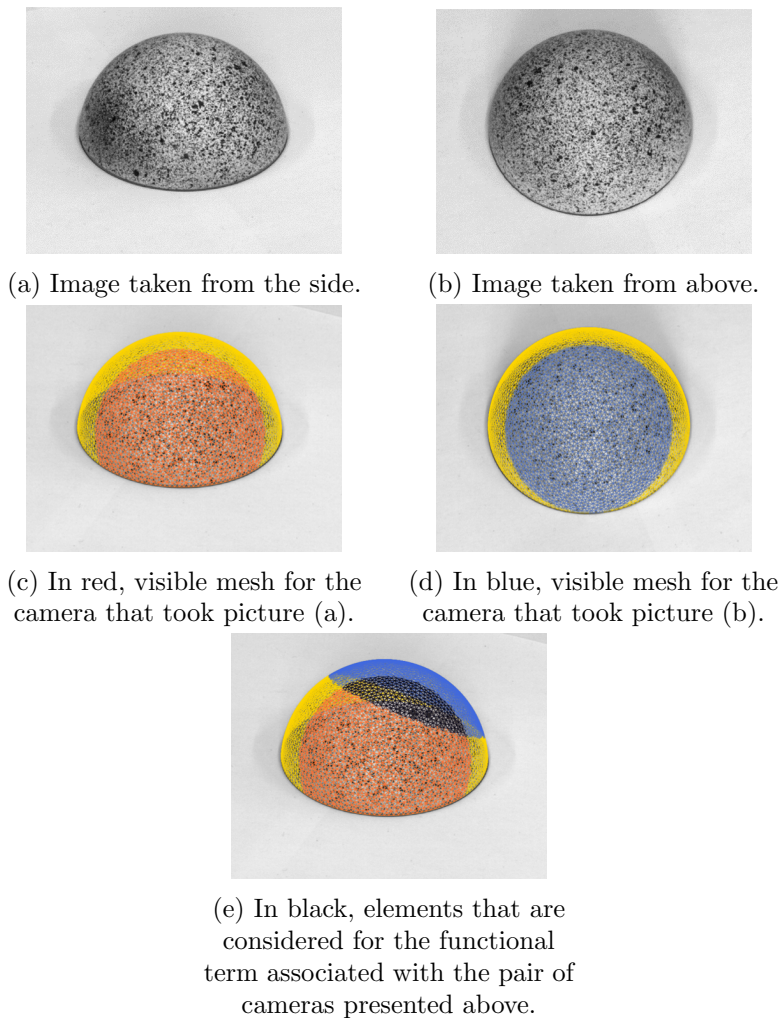 (a) Image taken from the side.
(b) Image taken from above.
(c) In red, visible mesh for the
camera that took picture (a).
(d) In blue, visible mesh for the
camera that took picture (b).
(e) In black, elements that are
considered for the functional
term associated with the pair of
cameras presented above.